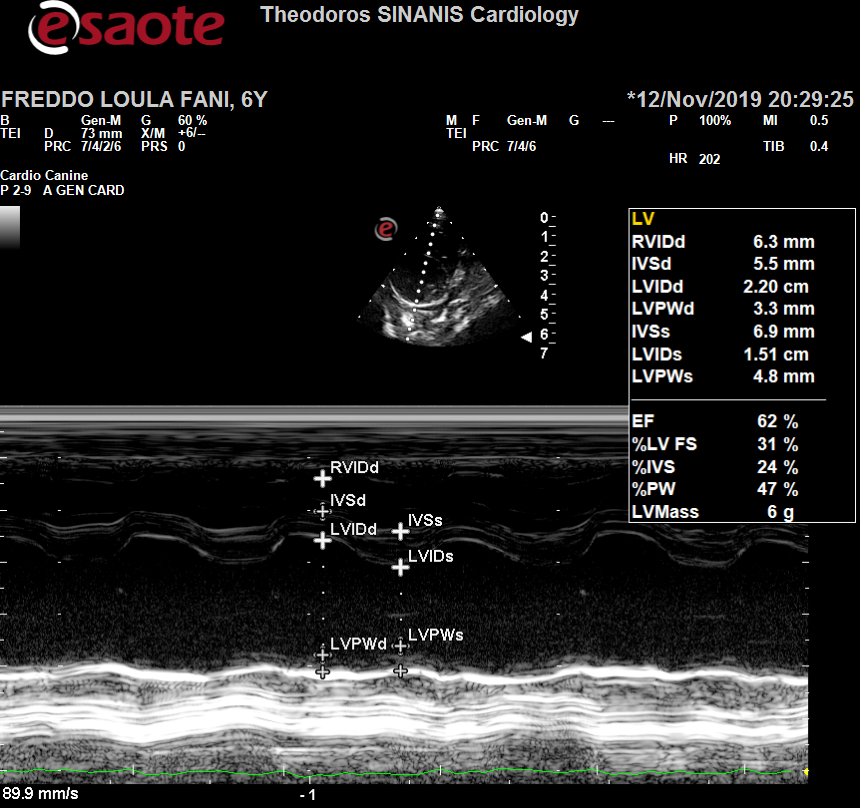 esaote
Theodoros SINANIS Cardiology
FREDDO LOULA FANI, 6Y
*12/Nov/2019 20:29:25
B Gen-M G 60 %
TEI D 73 mm X/M +6/--
PRC 7/4/2/6 PRS 0
M F Gen-M G ---
TEI
PRC 7/4/6
P 100% MI 0.5
TIB 0.4
HR 202
Cardio Canine
P 2-9 A GEN CARD
e
0
1
2
3
4
5
6
7
LV
RVIDd 6.3 mm
IVSd 5.5 mm
LVIDd 2.20 cm
LVPWd 3.3 mm
IVSs 6.9 mm
LVIDs 1.51 cm
LVPWs 4.8 mm
EF 62 %
%LV FS 31 %
%IVS 24 %
%PW 47 %
LVMass 6 g
RVIDd
IVSd
LVIDd
IVSs
LVIDs
LVPWd
LVPWs
89.9 mm/s
- 1